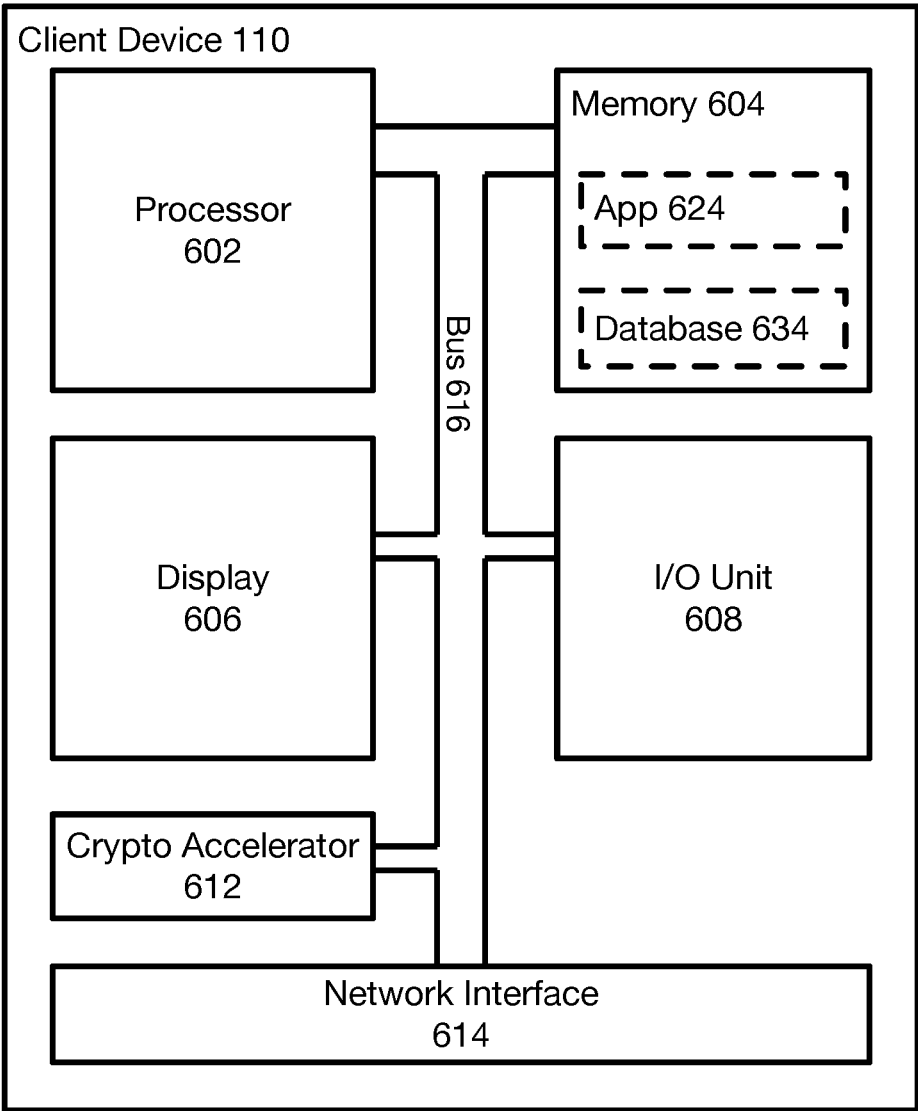 Client Device 110
Processor
602
Memory 604
App 624
Database 634
Bus 616
Display
606
I/O Unit
608
Crypto Accelerator
612
Network Interface
614